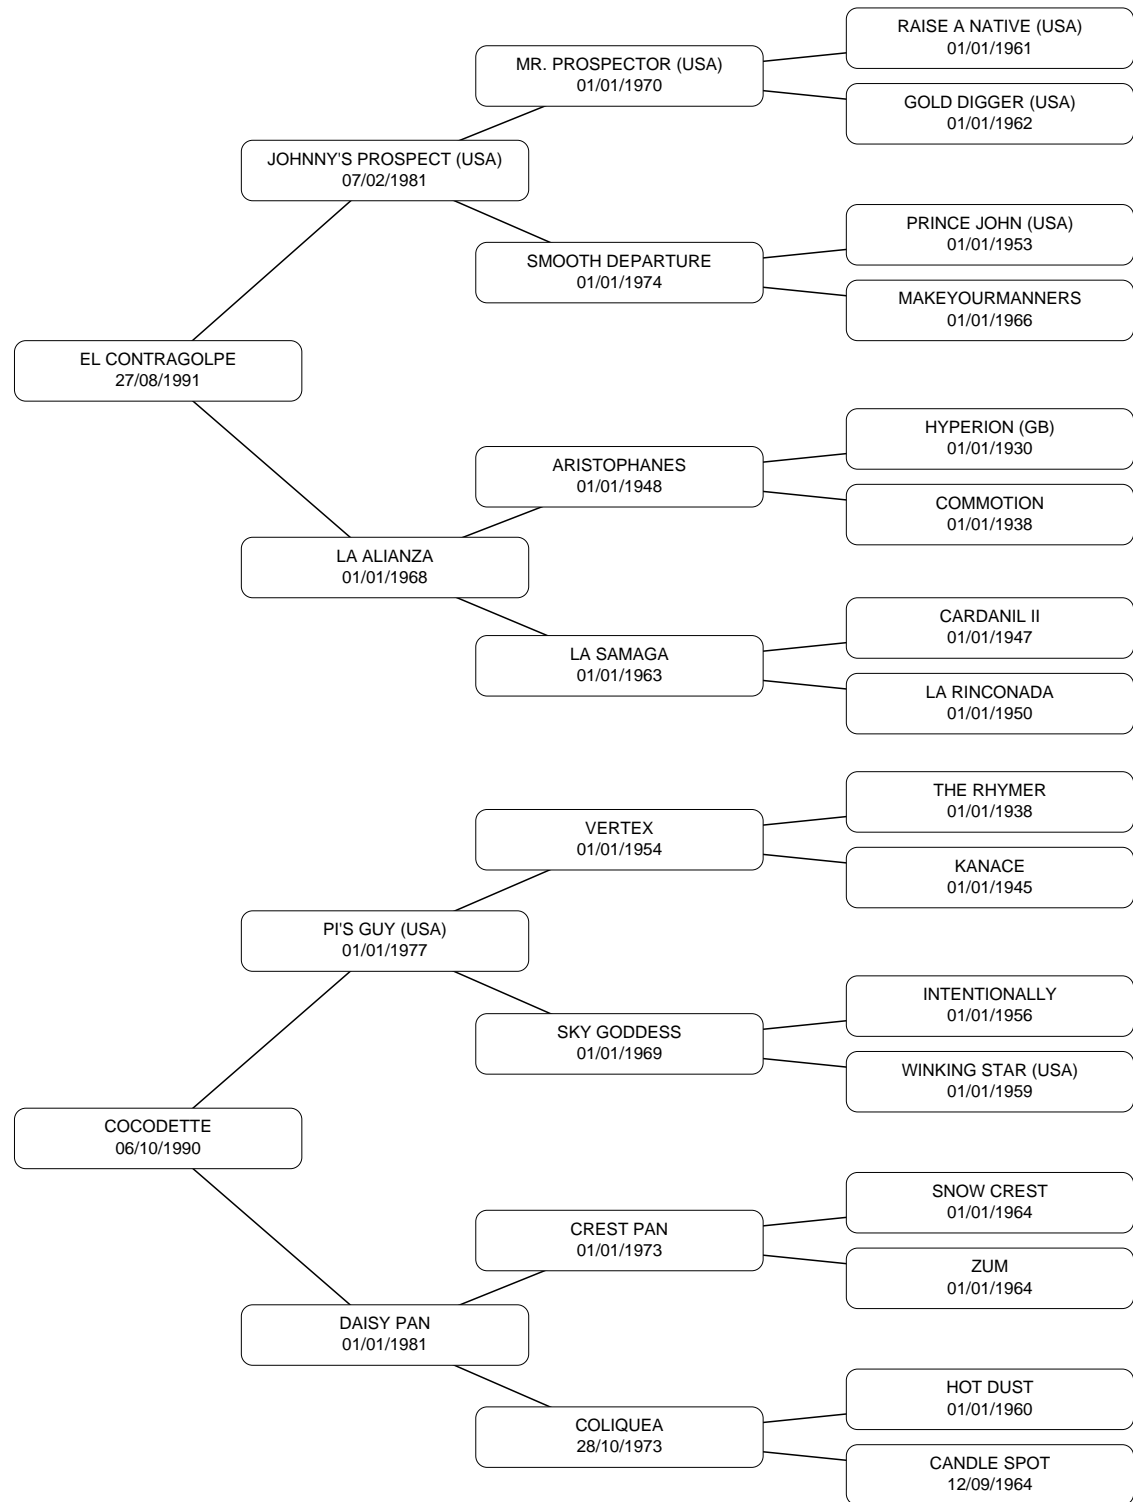 RAISE A NATIVE (USA)
01/01/1961
MR. PROSPECTOR (USA)
01/01/1970
GOLD DIGGER (USA)
01/01/1962
JOHNNY'S PROSPECT (USA)
07/02/1981
PRINCE JOHN (USA)
01/01/1953
SMOOTH DEPARTURE
01/01/1974
MAKEYOURMANNERS
01/01/1966
EL CONTRAGOLPE
27/08/1991
HYPERION (GB)
01/01/1930
ARISTOPHANES
01/01/1948
COMMOTION
01/01/1938
LA ALIANZA
01/01/1968
CARDANIL II
01/01/1947
LA SAMAGA
01/01/1963
LA RINCONADA
01/01/1950
THE RHYMER
01/01/1938
VERTEX
01/01/1954
KANACE
01/01/1945
PI'S GUY (USA)
01/01/1977
INTENTIONALLY
01/01/1956
SKY GODDESS
01/01/1969
WINKING STAR (USA)
01/01/1959
COCODETTE
06/10/1990
SNOW CREST
01/01/1964
CREST PAN
01/01/1973
ZUM
01/01/1964
DAISY PAN
01/01/1981
HOT DUST
01/01/1960
COLIQUEA
28/10/1973
CANDLE SPOT
12/09/1964